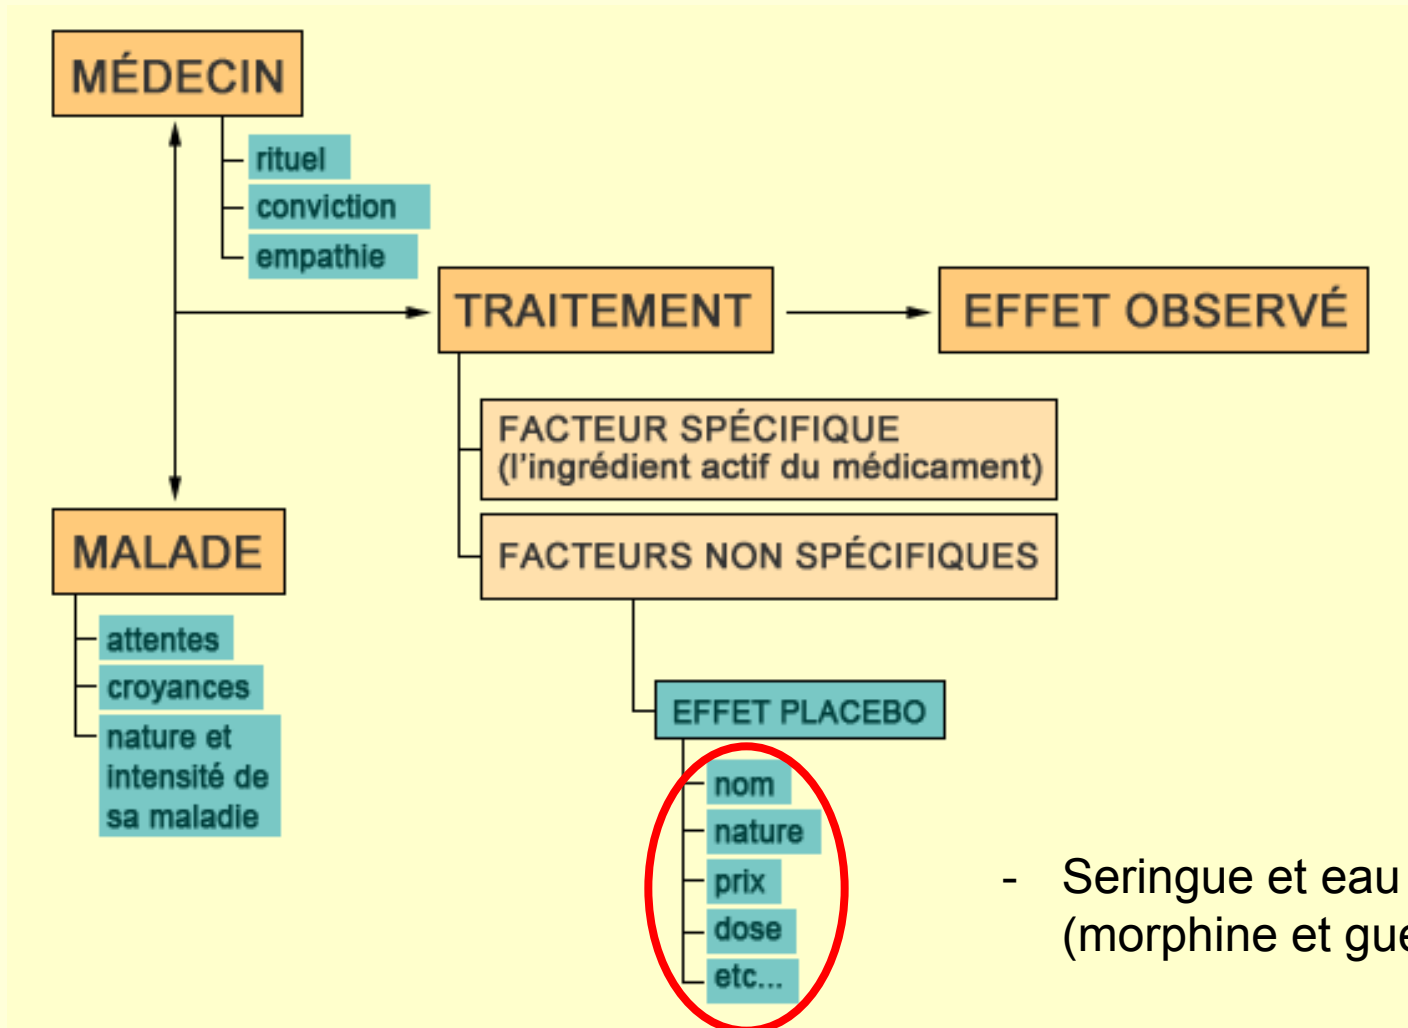 MÉDECIN
rituel
conviction
empathie
TRAITEMENT
EFFET OBSERVÉ
FACTEUR SPÉCIFIQUE
(l'ingrédient actif du médicament)
FACTEURS NON SPÉCIFIQUES
MALADE
attentes
croyances
nature et
intensité de
sa maladie
EFFET PLACEBO
nom
nature
prix
dose
etc...
- Seringue et eau
(morphine et